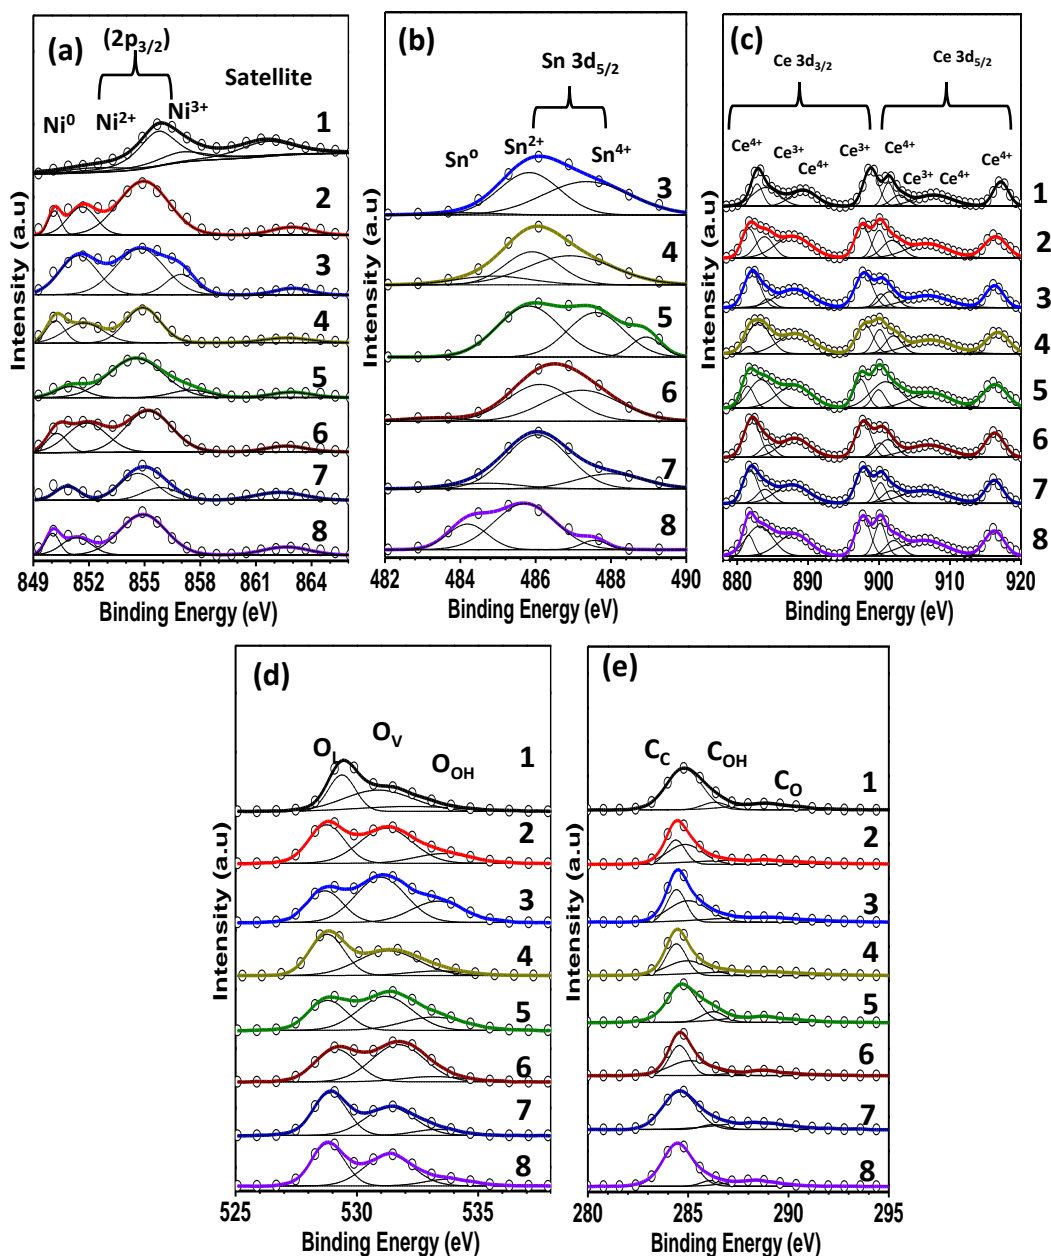 (a)
(2p3/2)
Satellite
Ni0
Ni2+
Ni3+
1
2
3
4
5
6
7
8
849 852 855 858 861 864
Binding Energy (eV)
Intensity (a.u)
(b)
Sn 3d5/2
Sn0
Sn2+
Sn4+
3
4
5
6
7
8
482 484 486 488 490
Binding Energy (eV)
Intensity (a.u)
(c)
Ce 3d3/2
Ce 3d5/2
Ce4+
Ce3+
Ce4+
Ce3+
Ce4+
Ce3+
Ce4+
Ce4+
1
2
3
4
5
6
7
8
880 890 900 910 920
Binding Energy (eV)
Intensity (a.u)
(d)
OL
OV
OOH
1
2
3
4
5
6
7
8
525 530 535
Binding Energy (eV)
Intensity (a.u)
(e)
CC
COH
CO
1
2
3
4
5
6
7
8
280 285 290 295
Binding Energy (eV)
Intensity (a.u)